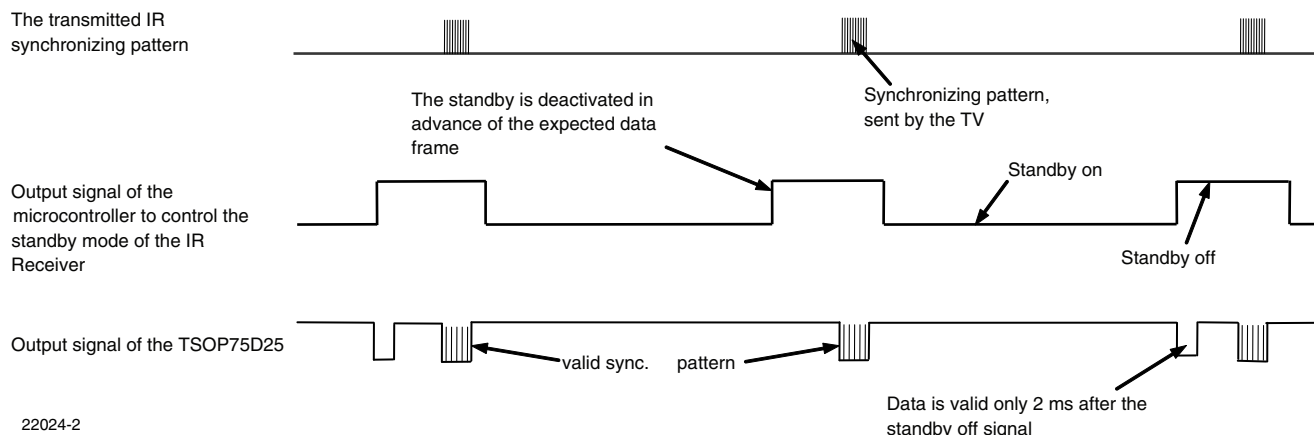 The transmitted IR
synchronizing pattern
Synchronizing pattern,
sent by the TV
The standby is deactivated in
advance of the expected data
frame
Output signal of the
microcontroller to control the
standby mode of the IR
Receiver
Standby on
Standby off
Output signal of the TSOP75D25
valid sync. pattern
Data is valid only 2 ms after the
standby off signal
22024-2